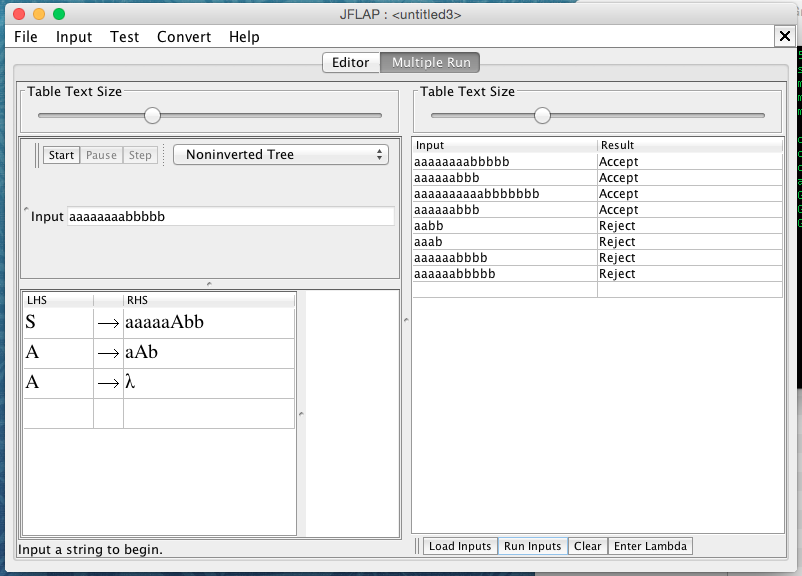 JFLAP : <untitled3>
File Input Test Convert Help
Editor Multiple Run
Table Text Size
Start Pause Step Noninverted Tree
Input aaaaaaaabbbbb
LHS RHS
S → aaaaaAbb
A → aAb
A → λ
Input a string to begin.
Table Text Size
Input Result
aaaaaaaabbbbb Accept
aaaaaabbb Accept
aaaaaaaaaabbbbbbb Accept
aaaaaabbb Accept
aabb Reject
aaab Reject
aaaaaabbbb Reject
aaaaaabbbbb Reject
Load Inputs Run Inputs Clear Enter Lambda